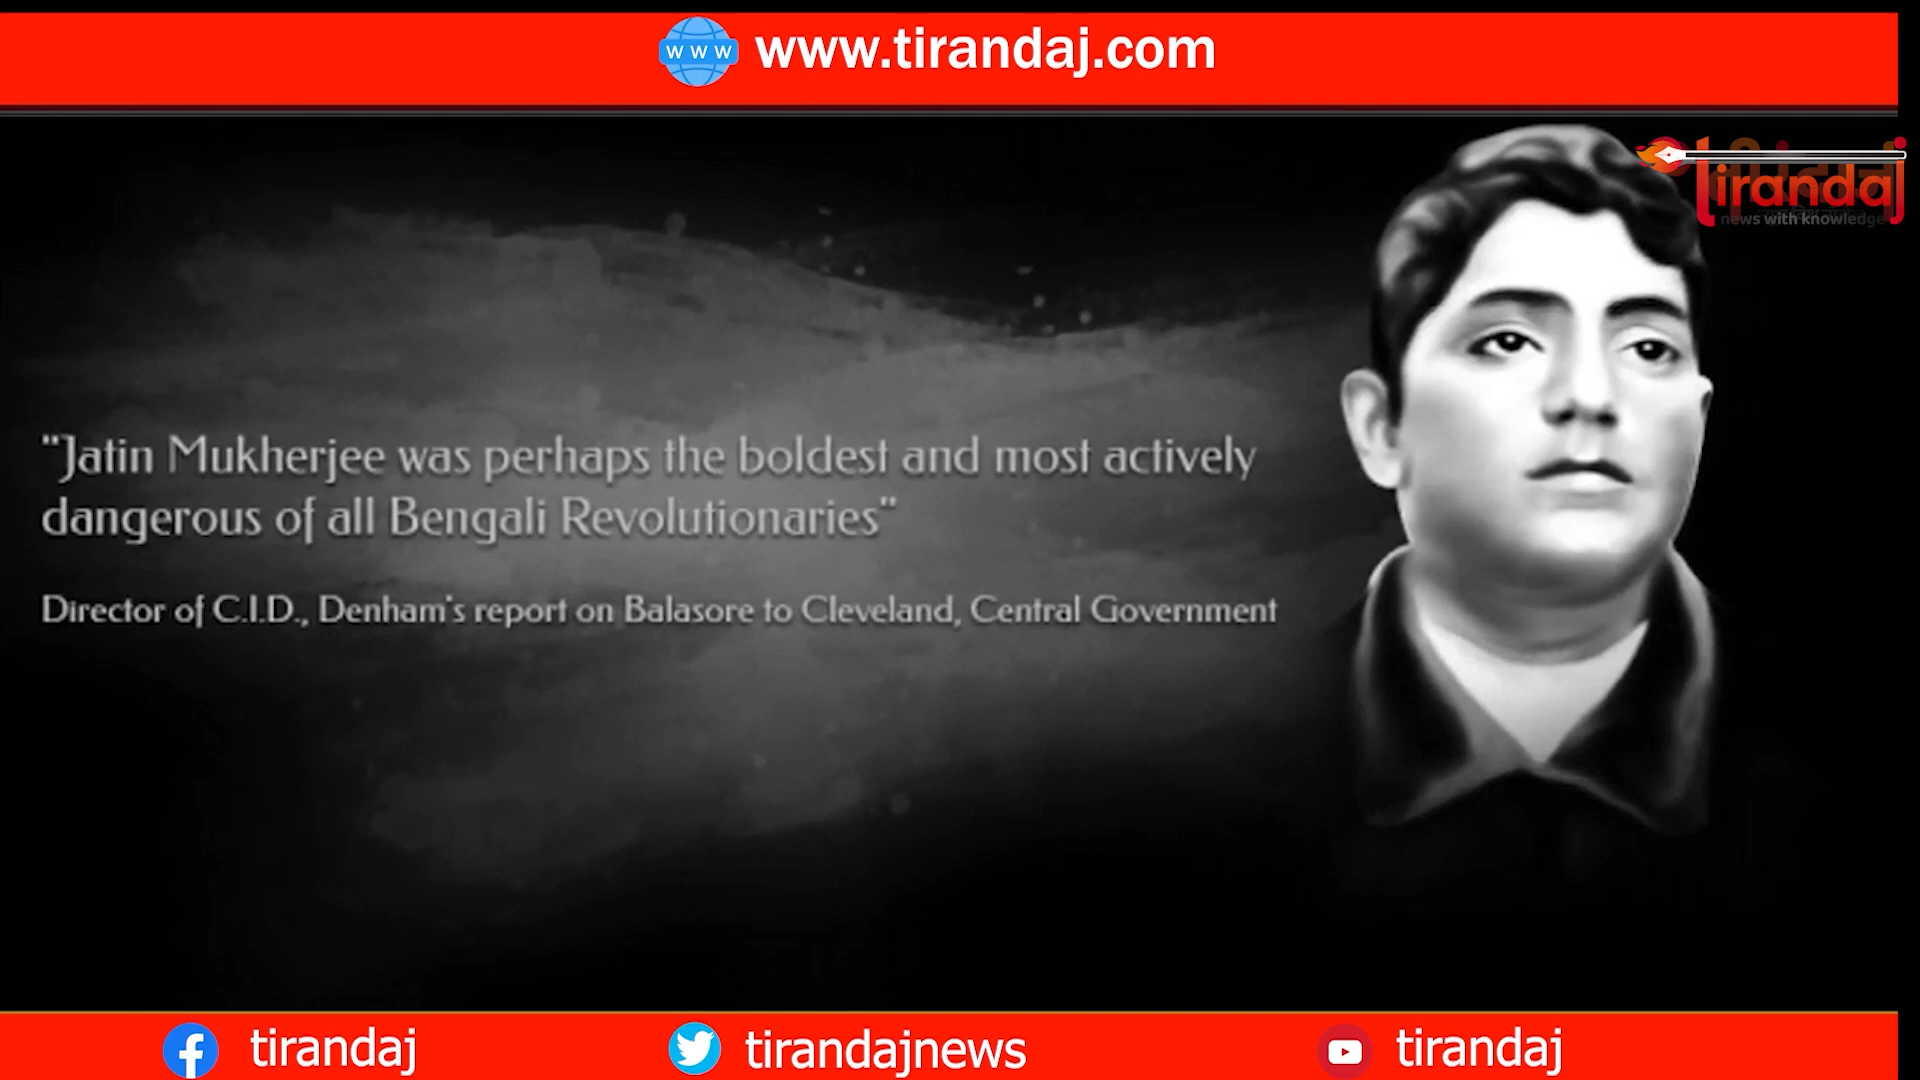 WWW www.tirandaj.com
tirandaj
news with knowledge
"Jatin Mukherjee was perhaps the boldest and most actively
dangerous of all Bengali Revolutionaries"
Director of C.I.D., Denham's report on Balasore to Cleveland, Central Government
tirandaj tirandajnews tirandaj